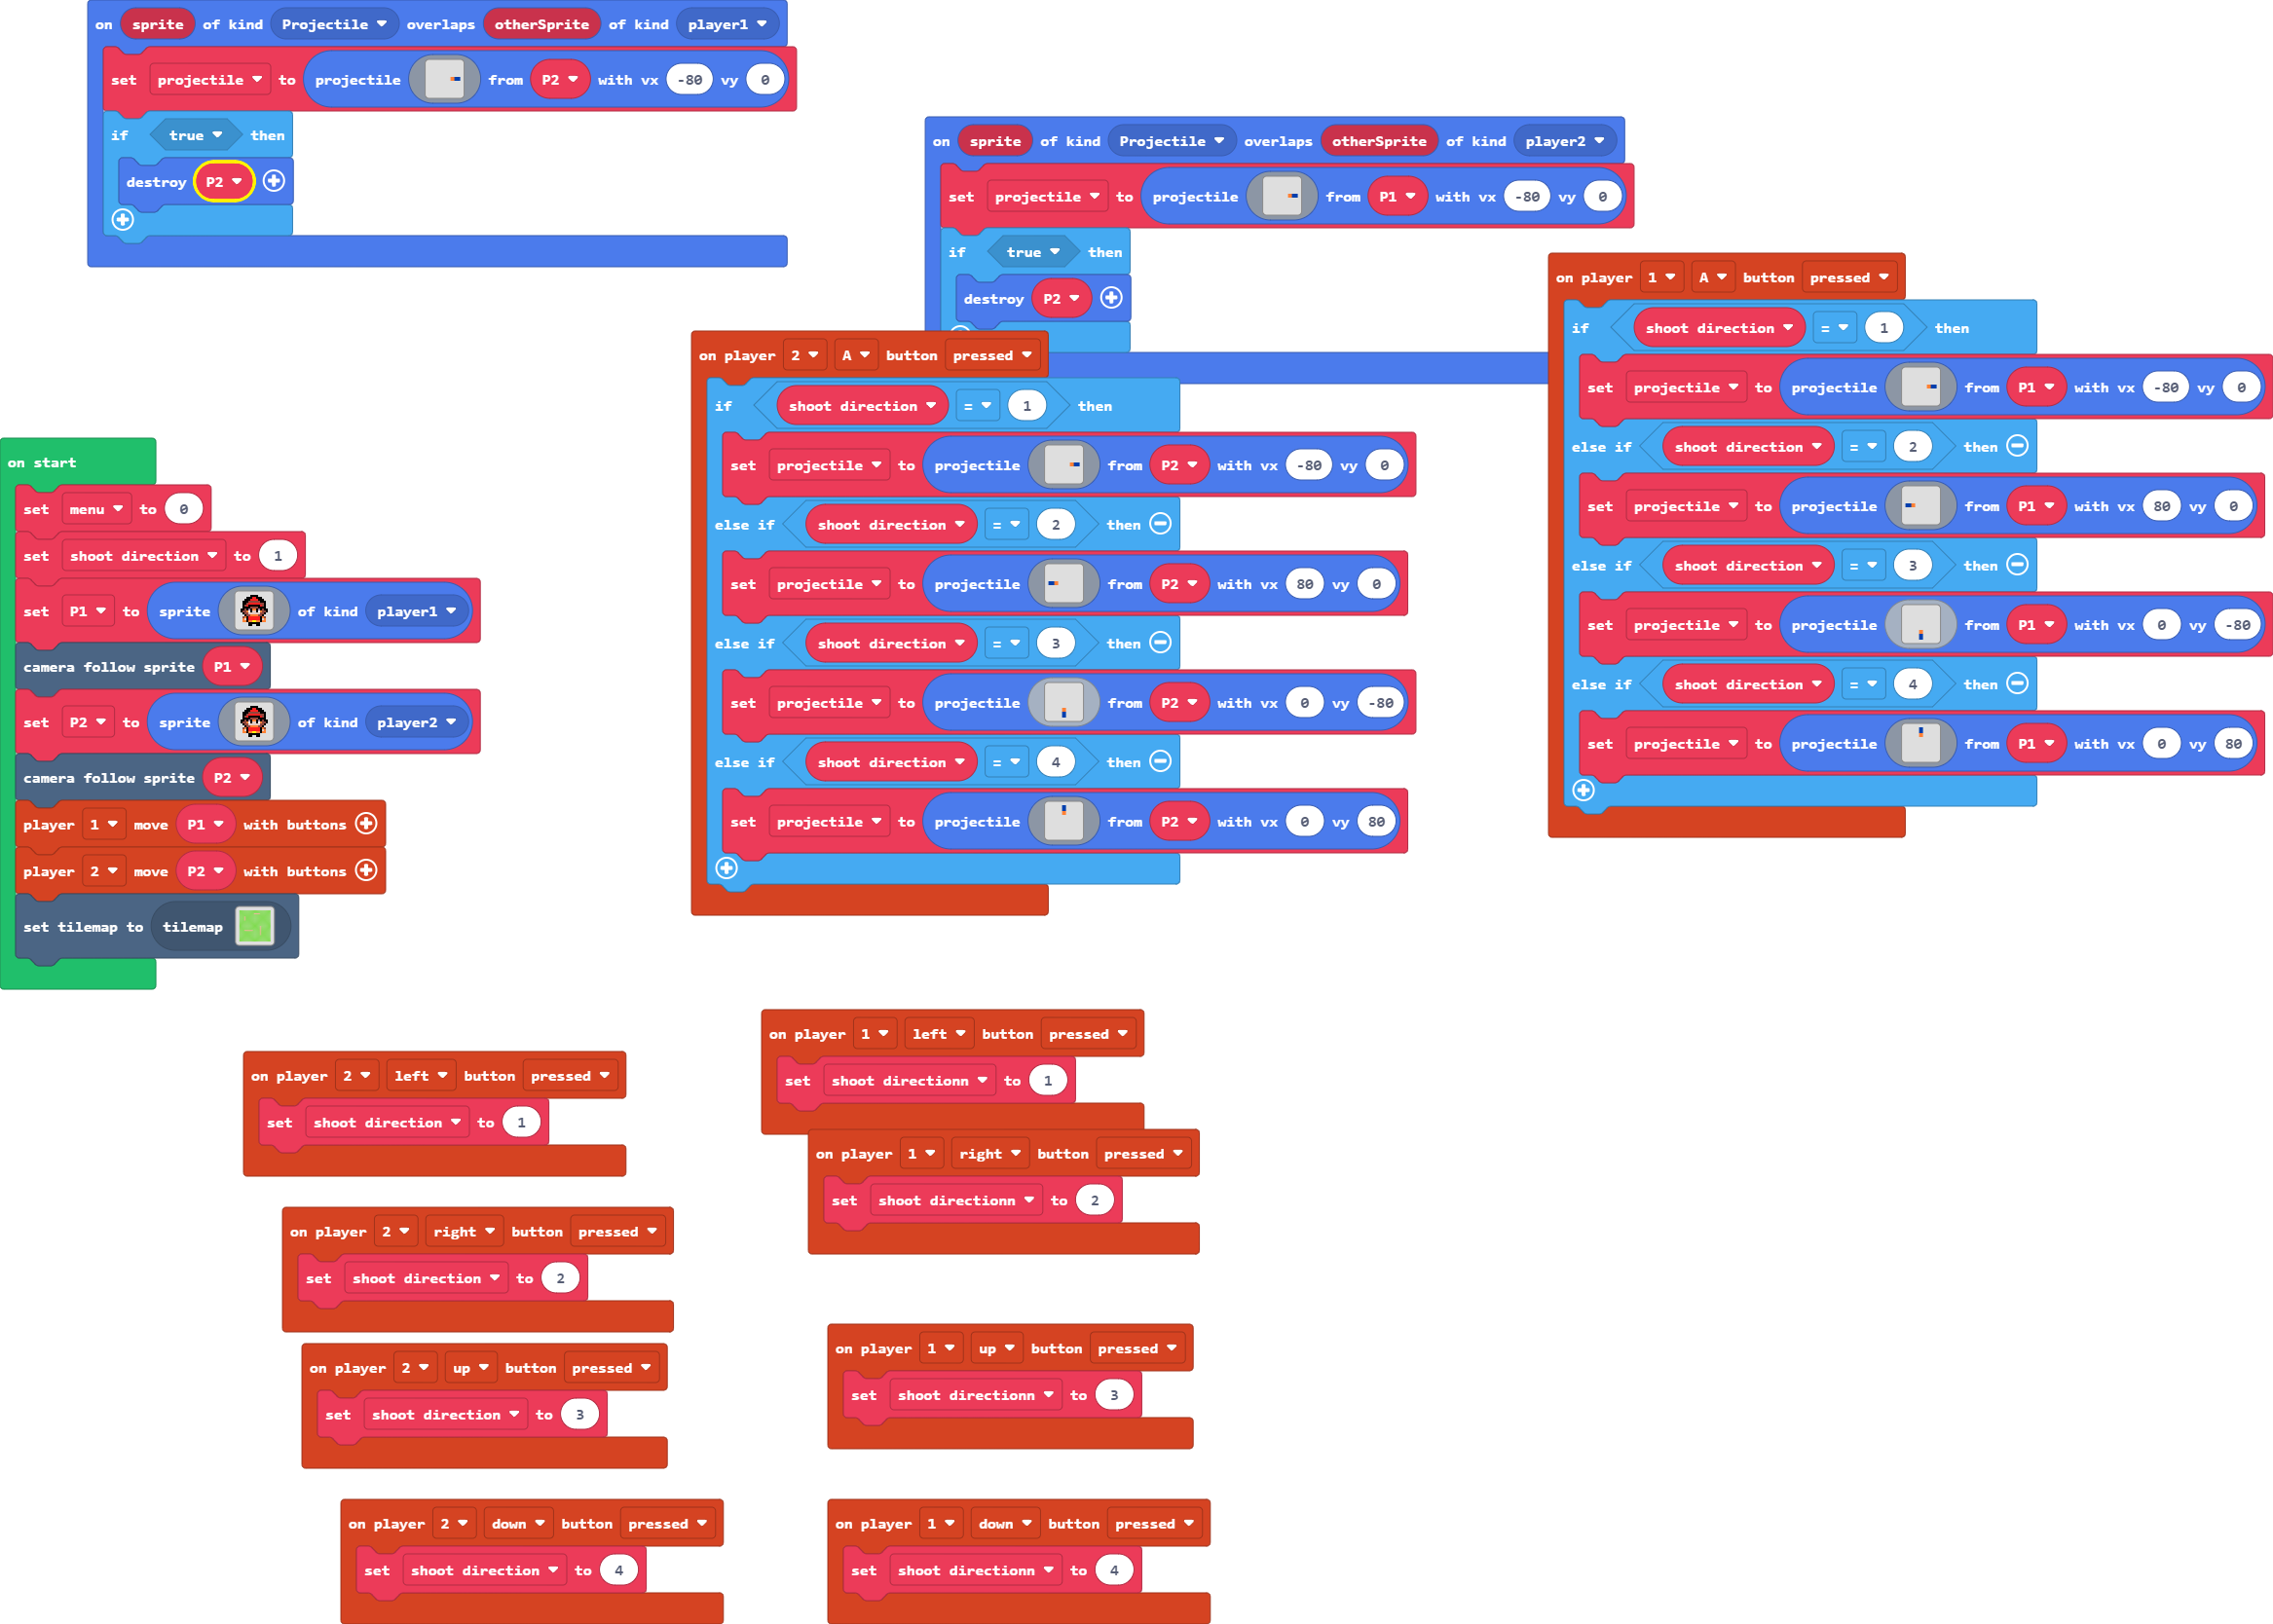 on sprite of kind Projectile overlaps otherSprite of kind player1
set projectile to projectile from P2 with vx -80 vy 0
if true then
destroy P2
on sprite of kind Projectile overlaps otherSprite of kind player2
set projectile to projectile from P1 with vx -80 vy 0
if true then
destroy P2
on player 1 A button pressed
if shoot direction = 1 then
set projectile to projectile from P1 with vx -80 vy 0
else if shoot direction = 2 then
set projectile to projectile from P1 with vx 80 vy 0
else if shoot direction = 3 then
set projectile to projectile from P1 with vx 0 vy -80
else if shoot direction = 4 then
set projectile to projectile from P1 with vx 0 vy 80
on player 2 A button pressed
if shoot direction = 1 then
set projectile to projectile from P2 with vx -80 vy 0
else if shoot direction = 2 then
set projectile to projectile from P2 with vx 80 vy 0
else if shoot direction = 3 then
set projectile to projectile from P2 with vx 0 vy -80
else if shoot direction = 4 then
set projectile to projectile from P2 with vx 0 vy 80
on start
set menu to 0
set shoot direction to 1
set P1 to sprite of kind player1
camera follow sprite P1
set P2 to sprite of kind player2
camera follow sprite P2
player 1 move P1 with buttons
player 2 move P2 with buttons
set tilemap to tilemap
on player 2 left button pressed
set shoot direction to 1
on player 2 right button pressed
set shoot direction to 2
on player 2 up button pressed
set shoot direction to 3
on player 2 down button pressed
set shoot direction to 4
on player 1 left button pressed
set shoot directionn to 1
on player 1 right button pressed
set shoot directionn to 2
on player 1 up button pressed
set shoot directionn to 3
on player 1 down button pressed
set shoot directionn to 4